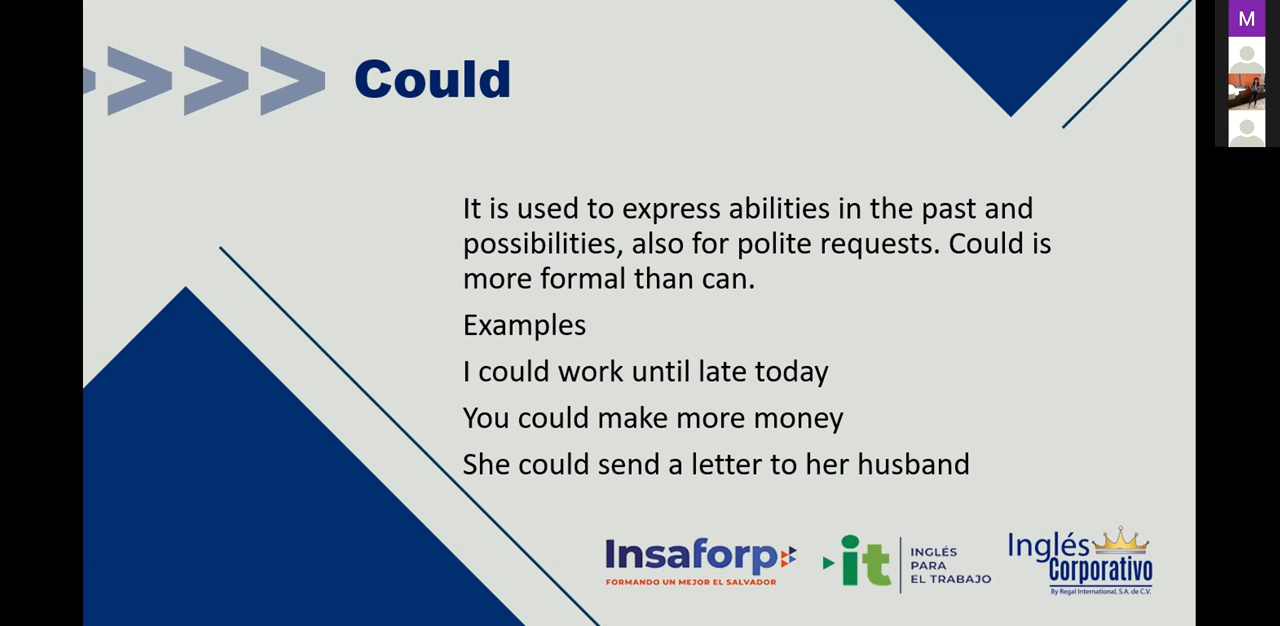 Could
It is used to express abilities in the past and
possibilities, also for polite requests. Could is
more formal than can.
Examples
I could work until late today
You could make more money
She could send a letter to her husband
Insaforp
FORMANDO UN MEJOR EL SALVADOR
it
INGLÉS
PARA
EL TRABAJO
Inglés
Corporativo
By Regal International, S.A. de C.V.
M